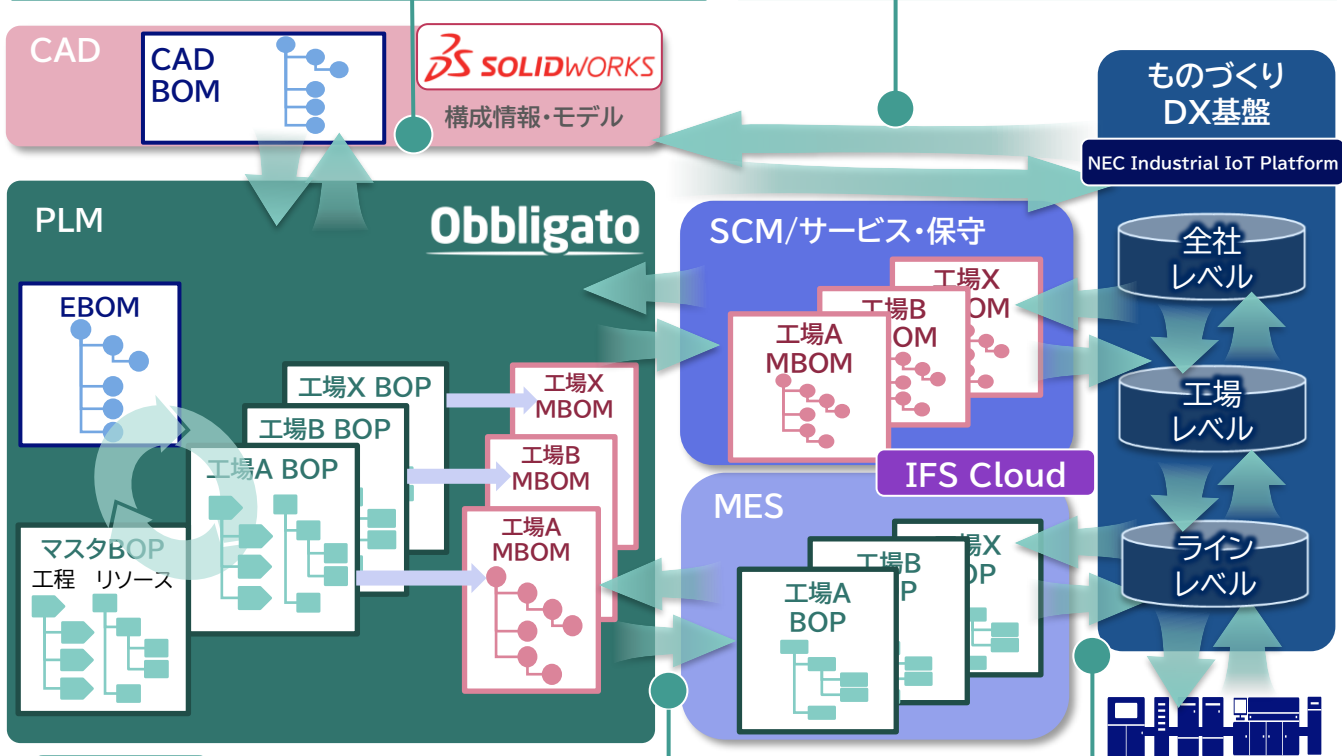 CAD
CAD
BOM
SOLIDWORKS
構成情報・モデル
ものづくり
DX基盤
NEC Industrial IoT Platform
PLM
Obbligato
SCM/サービス・保守
全社
レベル
工場X
OM
工場B
OM
工場A
MBOM
EBOM
工場X BOP
工場B BOP
工場A BOP
工場X
MBOM
工場B
MBOM
工場A
MBOM
工場
レベル
IFS Cloud
MES
マスタBOP
工程 リソース
場X
OP
工場B
P
工場A
BOP
ライン
レベル